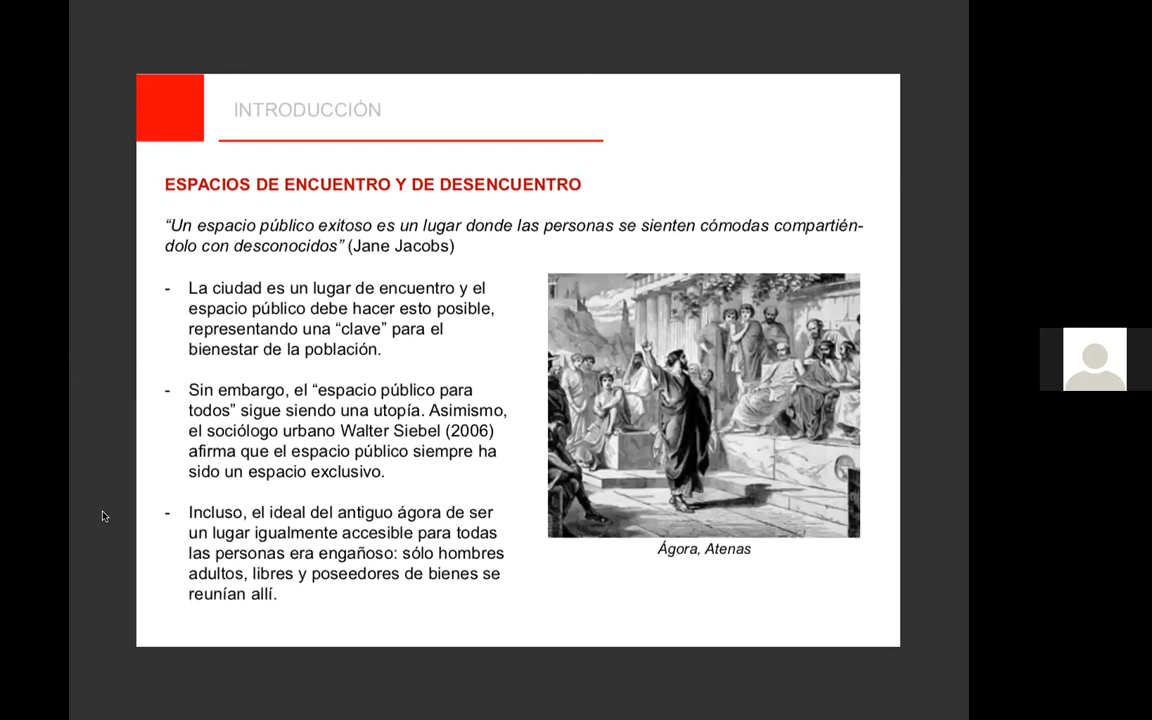 INTRODUCCIÓN
ESPACIOS DE ENCUENTRO Y DE DESENCUENTRO
“Un espacio público exitoso es un lugar donde las personas se sienten cómodas compartién-
dolo con desconocidos” (Jane Jacobs)
- La ciudad es un lugar de encuentro y el
espacio público debe hacer esto posible,
representando una “clave” para el
bienestar de la población.
- Sin embargo, el “espacio público para
todos” sigue siendo una utopía. Asimismo,
el sociólogo urbano Walter Siebel (2006)
afirma que el espacio público siempre ha
sido un espacio exclusivo.
- Incluso, el ideal del antiguo ágora de ser
un lugar igualmente accesible para todas
las personas era engañoso: sólo hombres
adultos, libres y poseedores de bienes se
reunían allí.
Ágora, Atenas